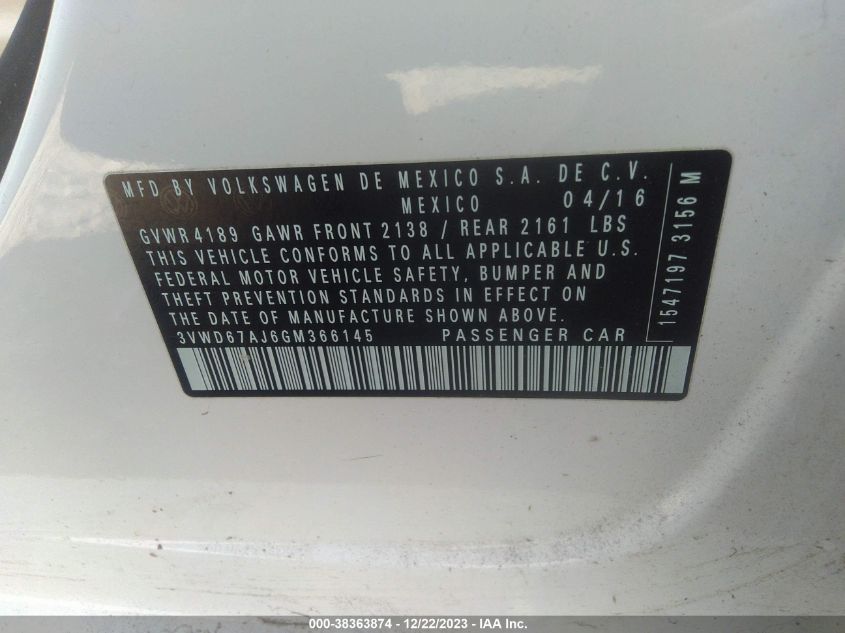 MFD BY VOLKSWAGEN DE MEXICO S.A. DE C.V.
MEXICO 04/16
GVWR 4189 GAWR FRONT 2138 / REAR 2161 LBS
THIS VEHICLE CONFORMS TO ALL APPLICABLE U.S.
FEDERAL MOTOR VEHICLE SAFETY, BUMPER AND
THEFT PREVENTION STANDARDS IN EFFECT ON
THE DATE OF MANUFACTURE SHOWN ABOVE.
3VWD67AJ6GM366145 PASSENGER CAR
1547197 3156 M
000-38363874 - 12/22/2023 - IAA Inc.